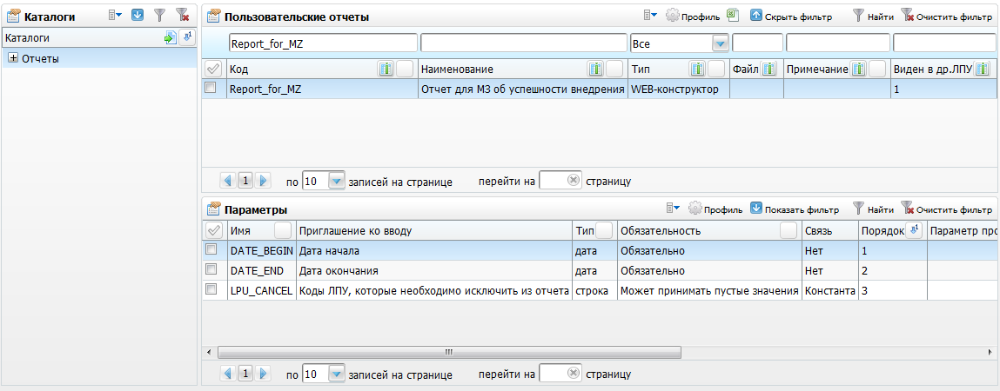 Каталоги
Каталоги
Отчеты
Пользовательские отчеты Профиль Скрыть фильтр Найти Очистить фильтр
Report_for_MZ Все
Код Наименование Тип Файл Примечание Виден в др.ЛПУ
Report_for_MZ Отчет для МЗ об успешности внедрения WEB-конструктор 1
1 по 10 записей на странице перейти на страницу
Параметры Профиль Показать фильтр Найти Очистить фильтр
Имя Приглашение ко вводу Тип Обязательность Связь Порядок 1 Параметр про
DATE_BEGIN Дата начала дата Обязательно Нет 1
DATE_END Дата окончания дата Обязательно Нет 2
LPU_CANCEL Коды ЛПУ, которые необходимо исключить из отчета строка Может принимать пустые значения Константа 3
1 по 10 записей на странице перейти на страницу